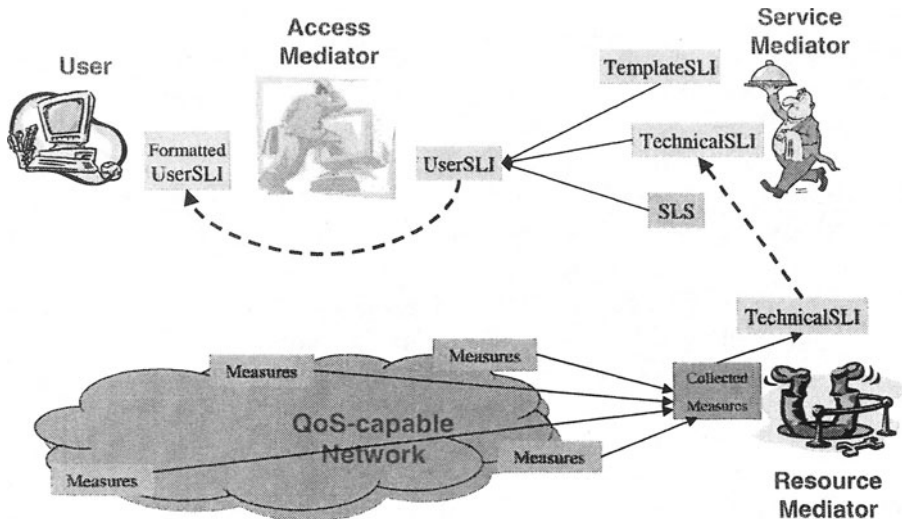 Access
Mediator
Service
Mediator
User
TemplateSLI
Formatted
UserSLI
UserSLI
TechnicalSLI
SLS
TechnicalSLI
Measures
Measures
Collected
Measures
QoS-capable
Network
Measures
Measures
Resource
Mediator